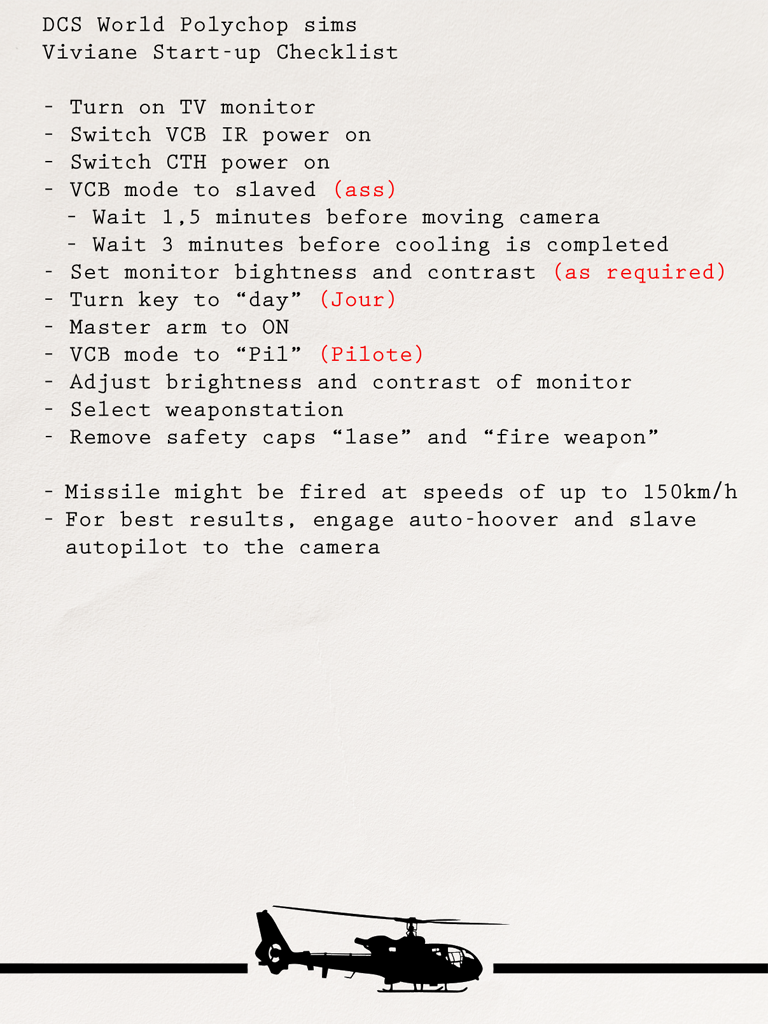 DCS World Polychop sims
Viviane Start-up Checklist
- Turn on TV monitor
- Switch VCB IR power on
- Switch CTH power on
- VCB mode to slaved (ass)
- Wait 1,5 minutes before moving camera
- Wait 3 minutes before cooling is completed
- Set monitor bightness and contrast (as required)
- Turn key to “day” (Jour)
- Master arm to ON
- VCB mode to “Pil” (Pilote)
- Adjust brightness and contrast of monitor
- Select weaponstation
- Remove safety caps “lase” and “fire weapon”
- Missile might be fired at speeds of up to 150km/h
- For best results, engage auto-hoover and slave
autopilot to the camera